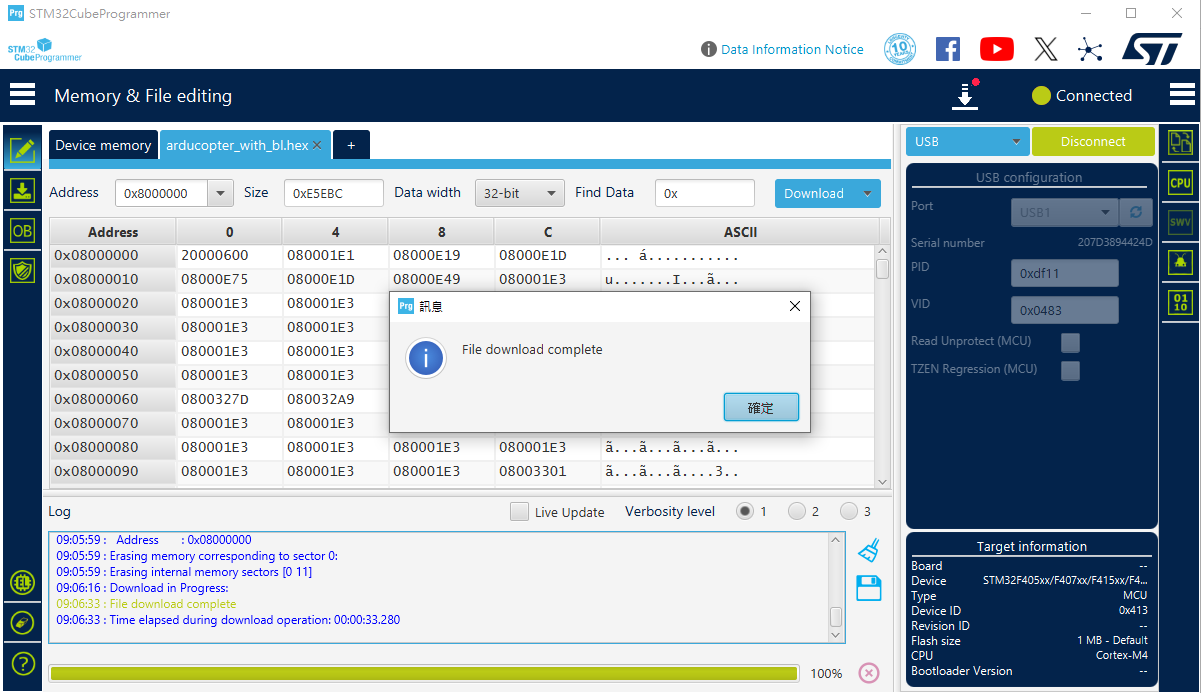 Prg STM32CubeProgrammer
STM32
CubeProgrammer
Data Information Notice
10
Memory & File editing
Connected
Device memory
arducopter_with_bl.hex
+
Address 0x8000000 Size 0xE5EBC Data width 32-bit Find Data 0x Download
Address 0 4 8 C ASCII
0x08000000 20000600 080001E1 08000E19 08000E1D ... á...........
0x08000010 08000E75 08000E1D 08000E49 080001E3 u.......I...ã...
0x08000020 080001E3 080001E3
0x08000030 080001E3 080001E3
0x08000040 080001E3 080001E3
0x08000050 080001E3 080001E3
0x08000060 0800327D 080032A9
0x08000070 080001E3 080001E3
0x08000080 080001E3 080001E3 080001E3 080001E3 ã...ã...ã...ã...
0x08000090 080001E3 080001E3 080001E3 08003301 ã...ã...ã....3..
Prg 訊息
File download complete
確定
Log
Live Update Verbosity level 1 2 3
09:05:59 : Address : 0x08000000
09:05:59 : Erasing memory corresponding to sector 0:
09:05:59 : Erasing internal memory sectors [0 11]
09:06:16 : Download in Progress:
09:06:33 : File download complete
09:06:33 : Time elapsed during download operation: 00:00:33.280
100%
USB Disconnect
USB configuration
Port USB1
Serial number 207D3894424D
PID 0xdf11
VID 0x0483
Read Unprotect (MCU)
TZEN Regression (MCU)
Target information
Board --
Device STM32F405xx/F407xx/F415xx/F4...
Type MCU
Device ID 0x413
Revision ID --
Flash size 1 MB - Default
CPU Cortex-M4
Bootloader Version --
OB
EL
?
CPU
SWV
01
10
ST